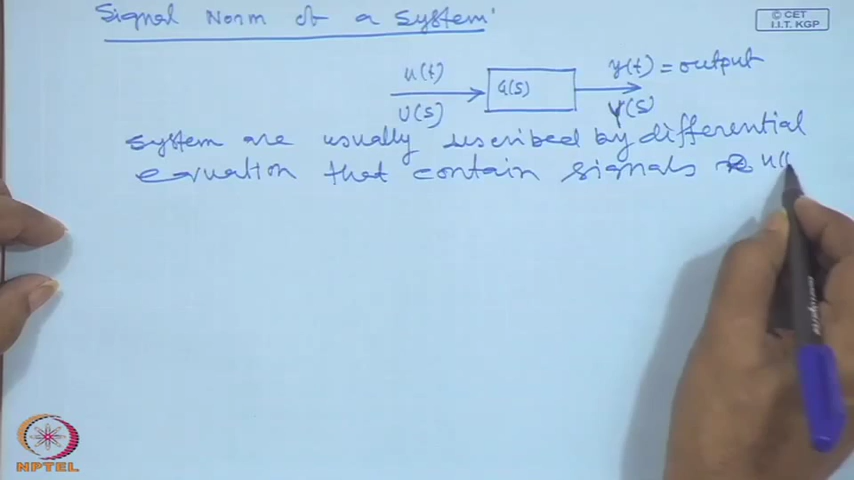 Signal Norm of a System
© CET
I.I.T. KGP
u(t)
y(t) = output
G(s)
U(s)
Y(s)
System are usually described by differential
equation that contain signals u(
NPTEL